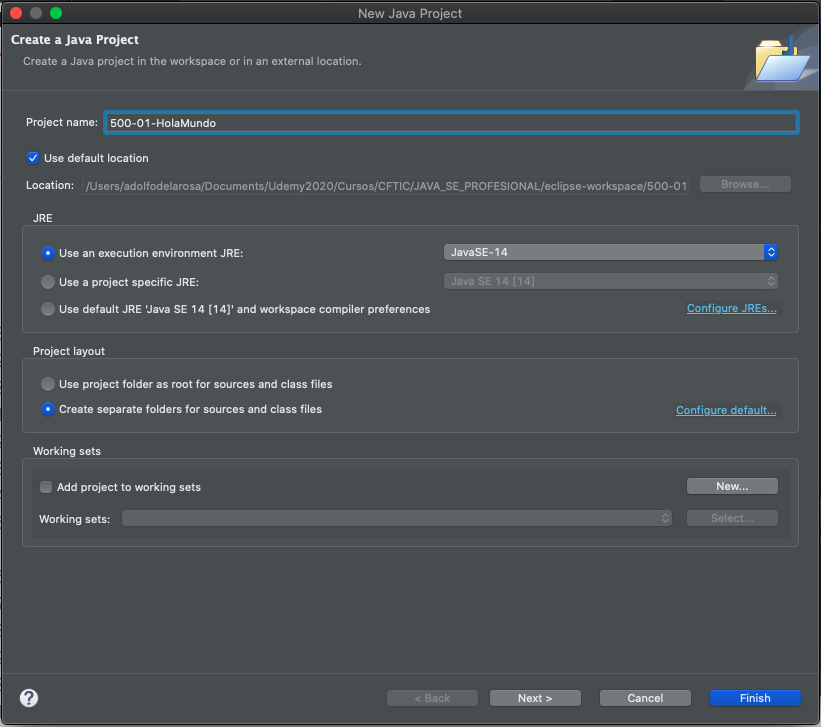 New Java Project
Create a Java Project
Create a Java project in the workspace or in an external location.
Project name: 500-01-HolaMundo
Use default location
Location: /Users/adolfodelarosa/Documents/Udemy2020/Cursos/CFTIC/JAVA_SE_PROFESIONAL/eclipse-workspace/500-01 Browse...
JRE
Use an execution environment JRE: JavaSE-14
Use a project specific JRE: Java SE 14 [14]
Use default JRE 'Java SE 14 [14]' and workspace compiler preferences Configure JREs...
Project layout
Use project folder as root for sources and class files
Create separate folders for sources and class files Configure default...
Working sets
Add project to working sets New...
Working sets: Select...
? < Back Next > Cancel Finish